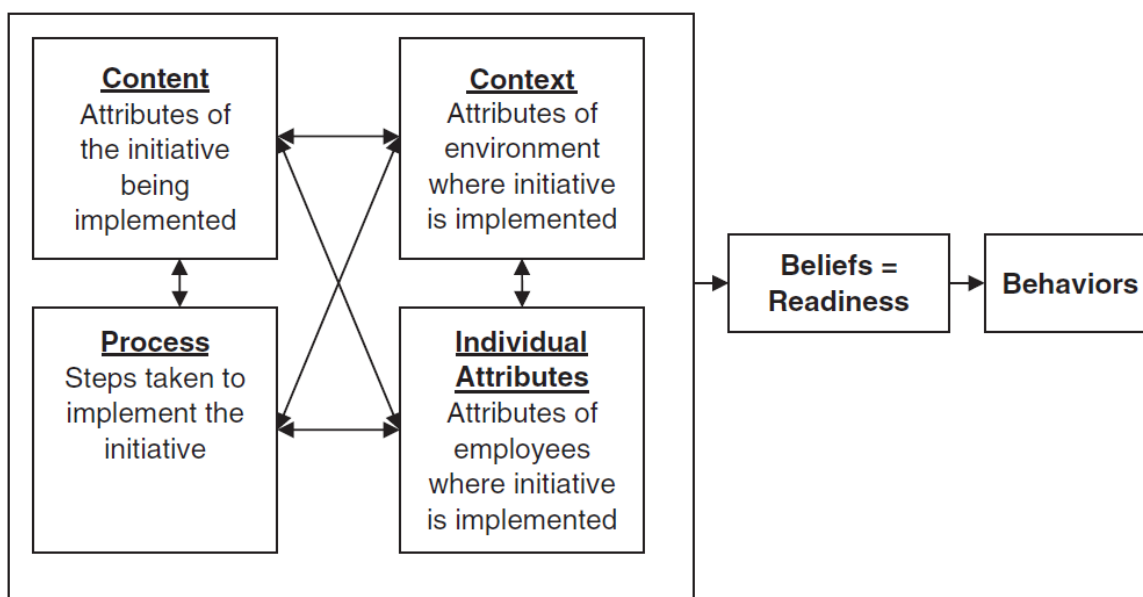 Content
Attributes of
the initiative
being
implemented
Context
Attributes of
environment
where initiative
is implemented
Process
Steps taken to
implement the
initiative
Individual
Attributes
Attributes of
employees
where initiative
is implemented
Beliefs =
Readiness
Behaviors